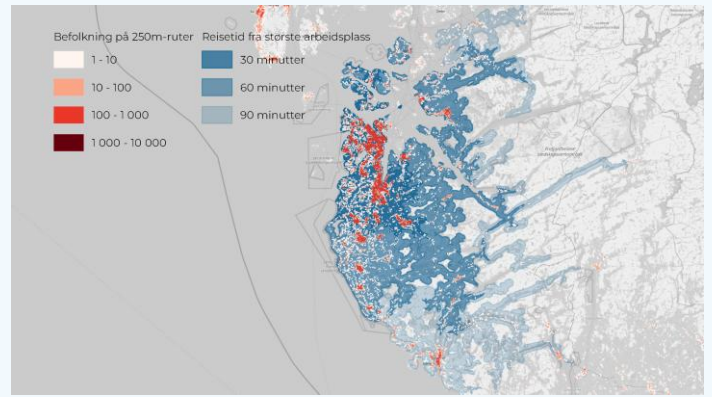 Befolkning på 250m-ruter
1 - 10
10 - 100
100 - 1 000
1 000 - 10 000
Reisetid fra største arbeidsplass
30 minutter
60 minutter
90 minutter